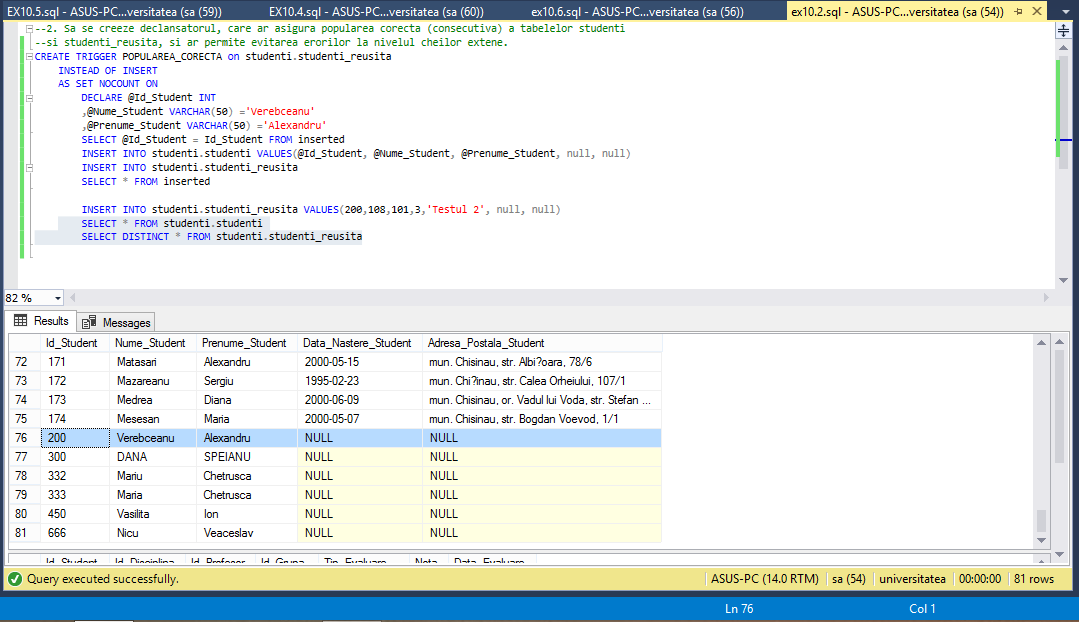 EX10.5.sql - ASUS-PC...versitatea (sa (59)) EX10.4.sql - ASUS-PC...versitatea (sa (60)) ex10.6.sql - ASUS-PC...versitatea (sa (56)) ex10.2.sql - ASUS-PC...versitatea (sa (54))
--2. Sa se creeze declansatorul, care ar asigura popularea corecta (consecutiva) a tabelelor studenti
--si studenti_reusita, si ar permite evitarea erorilor la nivelul cheilor extene.
CREATE TRIGGER POPULAREA_CORECTA on studenti.studenti_reusita
INSTEAD OF INSERT
AS SET NOCOUNT ON
DECLARE @Id_Student INT
,@Nume_Student VARCHAR(50) ='Verebceanu'
,@Prenume_Student VARCHAR(50) ='Alexandru'
SELECT @Id_Student = Id_Student FROM inserted
INSERT INTO studenti.studenti VALUES(@Id_Student, @Nume_Student, @Prenume_Student, null, null)
INSERT INTO studenti.studenti_reusita
SELECT * FROM inserted
INSERT INTO studenti.studenti_reusita VALUES(200,108,101,3,'Testul 2', null, null)
SELECT * FROM studenti.studenti
SELECT DISTINCT * FROM studenti.studenti_reusita
82 %
Results Messages
Id_Student Nume_Student Prenume_Student Data_Nastere_Student Adresa_Postala_Student
72 171 Matasari Alexandru 2000-05-15 mun. Chisinau, str. Albi?oara, 78/6
73 172 Mazareanu Sergiu 1995-02-23 mun. Chi?inau, str. Calea Orheiului, 107/1
74 173 Medrea Diana 2000-06-09 mun. Chisinau, or. Vadul lui Voda, str. Stefan ...
75 174 Mesesan Maria 2000-05-07 mun. Chisinau, str. Bogdan Voevod, 1/1
76 200 Verebceanu Alexandru NULL NULL
77 300 DANA SPEIANU NULL NULL
78 332 Mariu Chetrusca NULL NULL
79 333 Maria Chetrusca NULL NULL
80 450 Vasilita Ion NULL NULL
81 666 Nicu Veaceslav NULL NULL
Id_Student Id_Disciplina Id_Profesor Id_Grupa Tip_Evaluare Nota Data_Evaluare
Query executed successfully. ASUS-PC (14.0 RTM) sa (54) universitatea 00:00:00 81 rows
Ln 76 Col 1